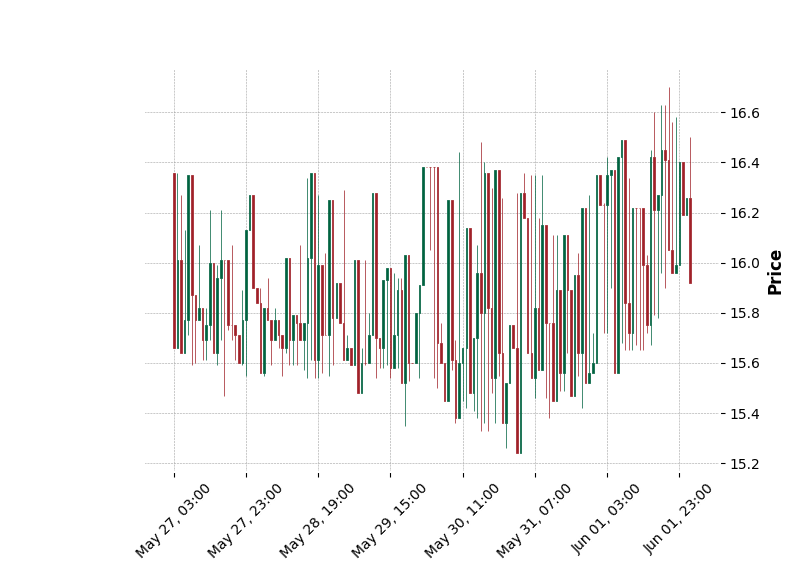 16.6
16.4
16.2
16.0
15.8
15.6
15.4
15.2
Price
May 27, 03:00
May 27, 23:00
May 28, 19:00
May 29, 15:00
May 30, 11:00
May 31, 07:00
Jun 01, 03:00
Jun 01, 23:00